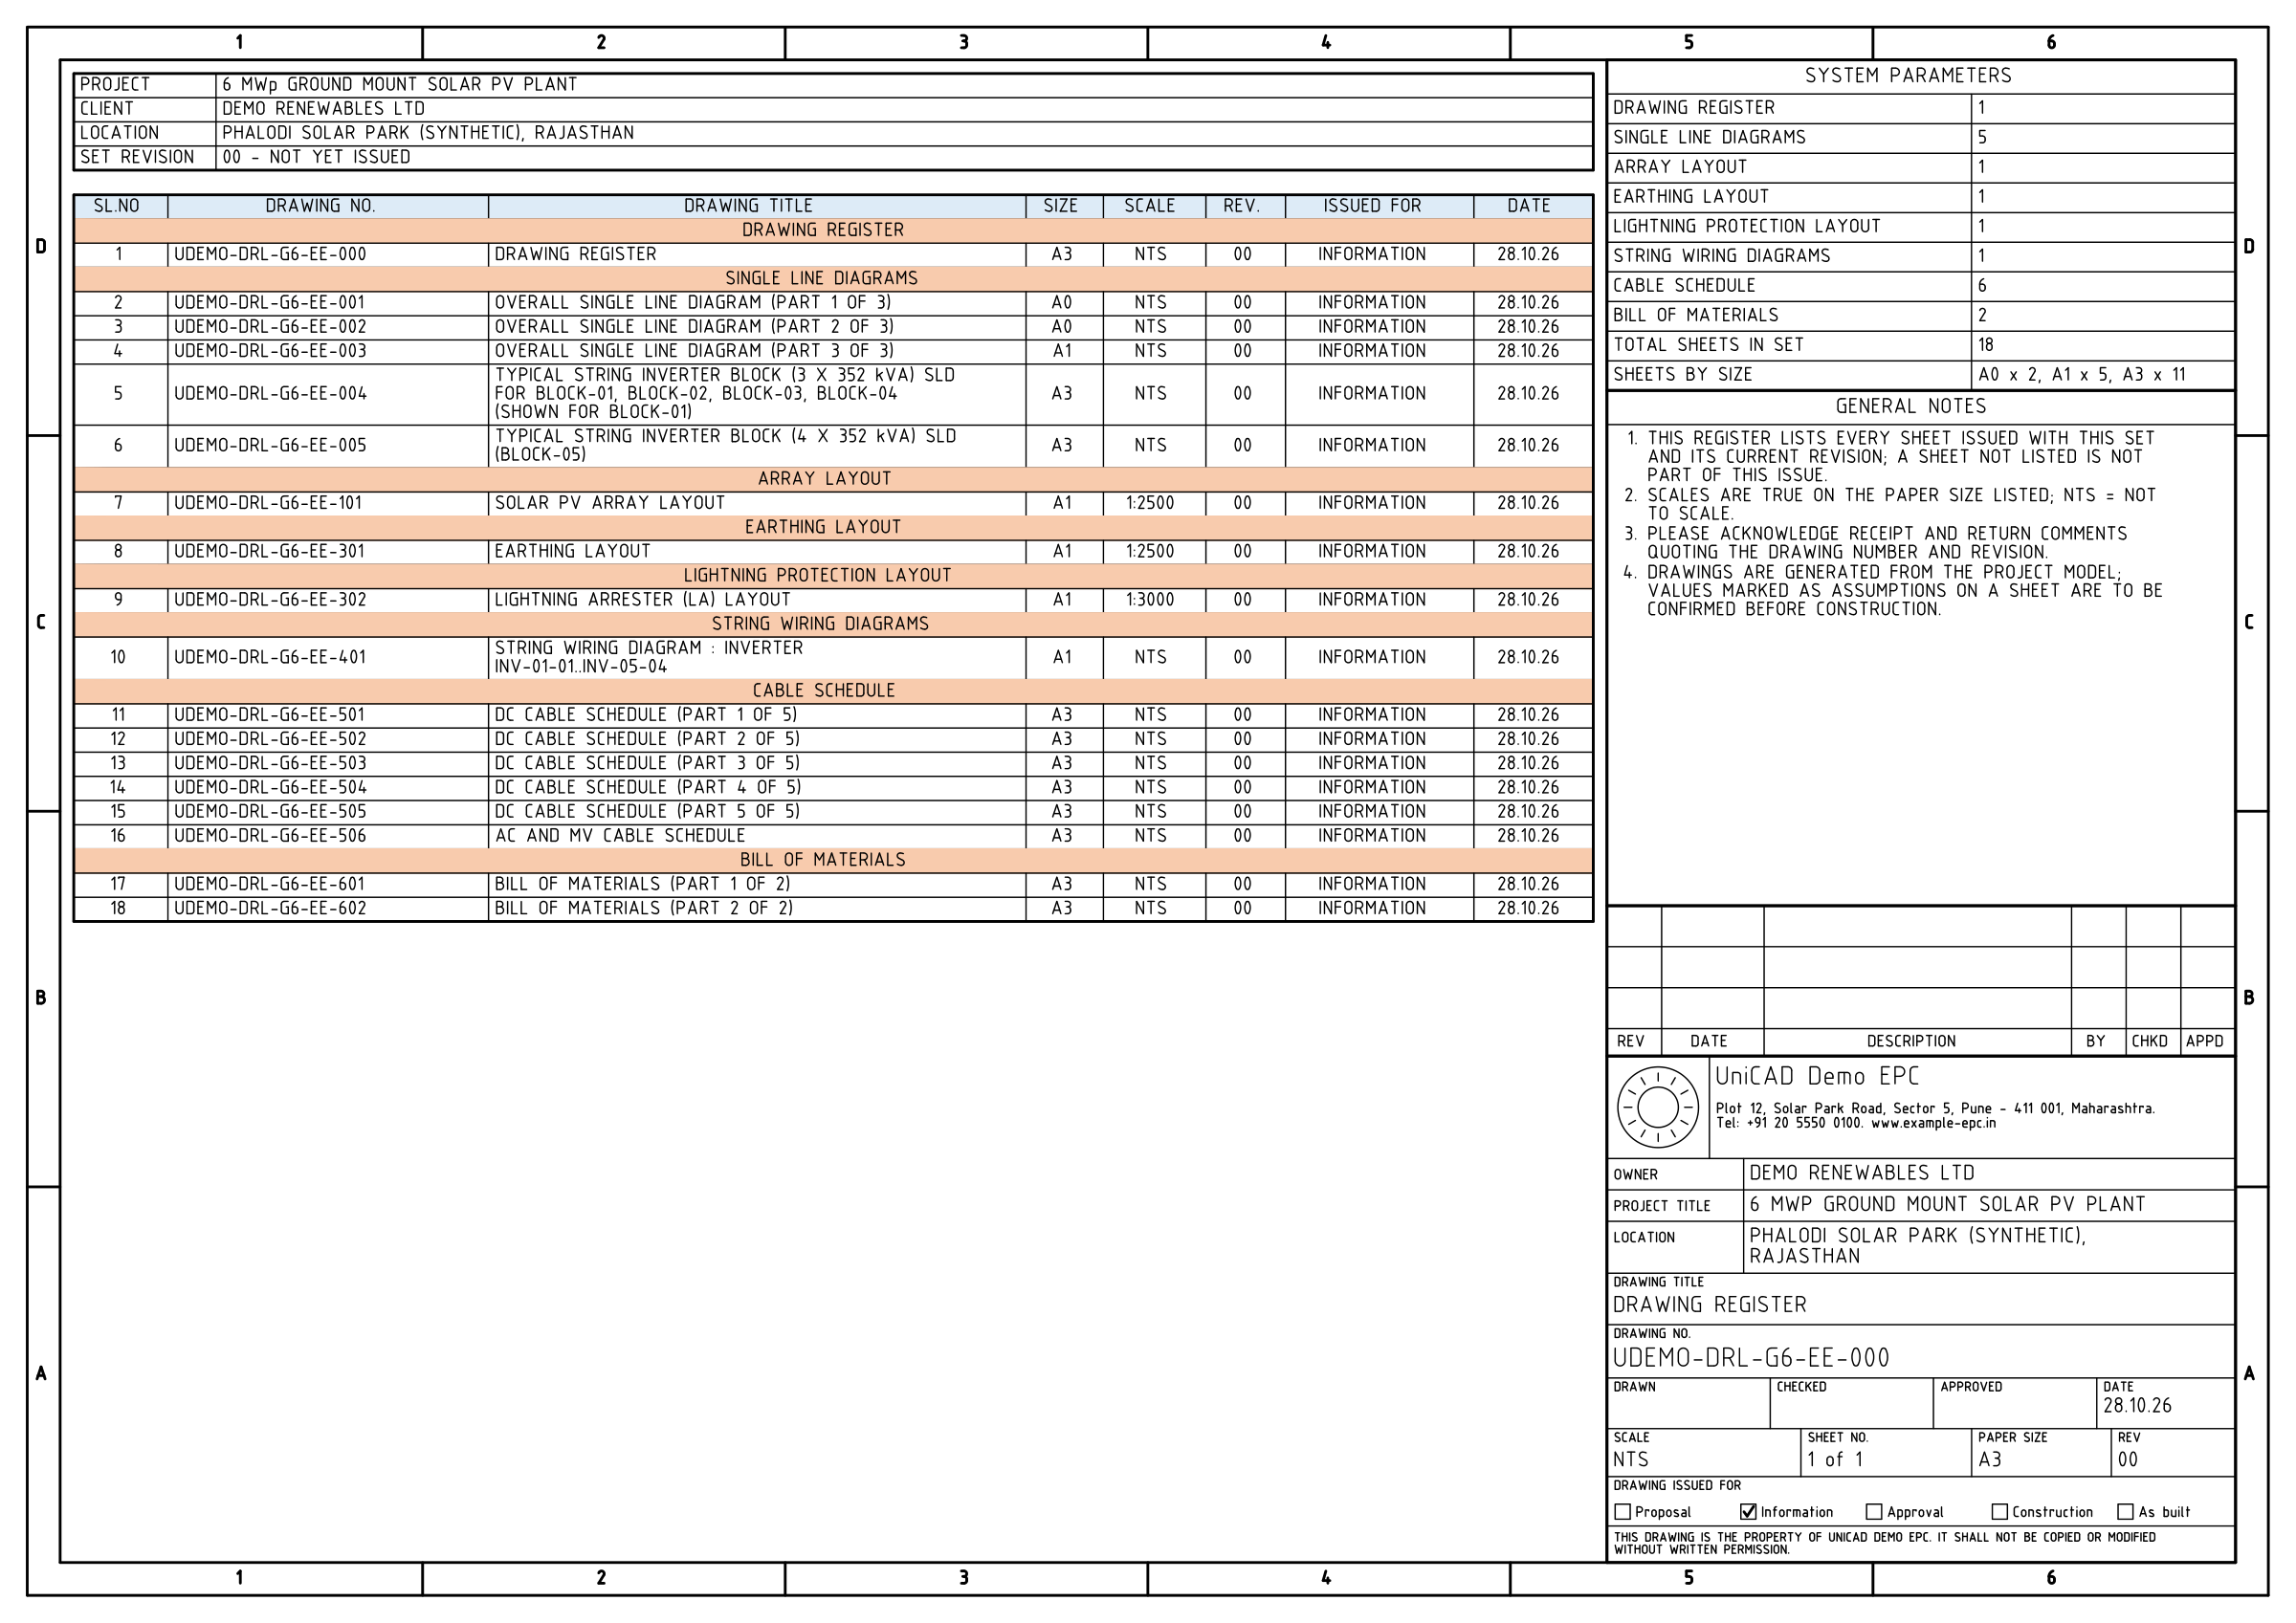 1 2 3 4 5 6
PROJECT 6 MWp GROUND MOUNT SOLAR PV PLANT
CLIENT DEMO RENEWABLES LTD
LOCATION PHALODI SOLAR PARK (SYNTHETIC), RAJASTHAN
SET REVISION 00 - NOT YET ISSUED
SL.NO DRAWING NO. DRAWING TITLE SIZE SCALE REV. ISSUED FOR DATE
DRAWING REGISTER
1 UDEMO-DRL-G6-EE-000 DRAWING REGISTER A3 NTS 00 INFORMATION 28.10.26
SINGLE LINE DIAGRAMS
2 UDEMO-DRL-G6-EE-001 OVERALL SINGLE LINE DIAGRAM (PART 1 OF 3) A0 NTS 00 INFORMATION 28.10.26
3 UDEMO-DRL-G6-EE-002 OVERALL SINGLE LINE DIAGRAM (PART 2 OF 3) A0 NTS 00 INFORMATION 28.10.26
4 UDEMO-DRL-G6-EE-003 OVERALL SINGLE LINE DIAGRAM (PART 3 OF 3) A1 NTS 00 INFORMATION 28.10.26
5 UDEMO-DRL-G6-EE-004 TYPICAL STRING INVERTER BLOCK (3 X 352 kVA) SLD
FOR BLOCK-01, BLOCK-02, BLOCK-03, BLOCK-04
(SHOWN FOR BLOCK-01) A3 NTS 00 INFORMATION 28.10.26
6 UDEMO-DRL-G6-EE-005 TYPICAL STRING INVERTER BLOCK (4 X 352 kVA) SLD
(BLOCK-05) A3 NTS 00 INFORMATION 28.10.26
ARRAY LAYOUT
7 UDEMO-DRL-G6-EE-101 SOLAR PV ARRAY LAYOUT A1 1:2500 00 INFORMATION 28.10.26
EARTHING LAYOUT
8 UDEMO-DRL-G6-EE-301 EARTHING LAYOUT A1 1:2500 00 INFORMATION 28.10.26
LIGHTNING PROTECTION LAYOUT
9 UDEMO-DRL-G6-EE-302 LIGHTNING ARRESTER (LA) LAYOUT A1 1:3000 00 INFORMATION 28.10.26
STRING WIRING DIAGRAMS
10 UDEMO-DRL-G6-EE-401 STRING WIRING DIAGRAM : INVERTER
INV-01-01..INV-05-04 A1 NTS 00 INFORMATION 28.10.26
CABLE SCHEDULE
11 UDEMO-DRL-G6-EE-501 DC CABLE SCHEDULE (PART 1 OF 5) A3 NTS 00 INFORMATION 28.10.26
12 UDEMO-DRL-G6-EE-502 DC CABLE SCHEDULE (PART 2 OF 5) A3 NTS 00 INFORMATION 28.10.26
13 UDEMO-DRL-G6-EE-503 DC CABLE SCHEDULE (PART 3 OF 5) A3 NTS 00 INFORMATION 28.10.26
14 UDEMO-DRL-G6-EE-504 DC CABLE SCHEDULE (PART 4 OF 5) A3 NTS 00 INFORMATION 28.10.26
15 UDEMO-DRL-G6-EE-505 DC CABLE SCHEDULE (PART 5 OF 5) A3 NTS 00 INFORMATION 28.10.26
16 UDEMO-DRL-G6-EE-506 AC AND MV CABLE SCHEDULE A3 NTS 00 INFORMATION 28.10.26
BILL OF MATERIALS
17 UDEMO-DRL-G6-EE-601 BILL OF MATERIALS (PART 1 OF 2) A3 NTS 00 INFORMATION 28.10.26
18 UDEMO-DRL-G6-EE-602 BILL OF MATERIALS (PART 2 OF 2) A3 NTS 00 INFORMATION 28.10.26
SYSTEM PARAMETERS
DRAWING REGISTER 1
SINGLE LINE DIAGRAMS 5
ARRAY LAYOUT 1
EARTHING LAYOUT 1
LIGHTNING PROTECTION LAYOUT 1
STRING WIRING DIAGRAMS 1
CABLE SCHEDULE 6
BILL OF MATERIALS 2
TOTAL SHEETS IN SET 18
SHEETS BY SIZE A0 x 2, A1 x 5, A3 x 11
GENERAL NOTES
1. THIS REGISTER LISTS EVERY SHEET ISSUED WITH THIS SET
AND ITS CURRENT REVISION; A SHEET NOT LISTED IS NOT
PART OF THIS ISSUE.
2. SCALES ARE TRUE ON THE PAPER SIZE LISTED; NTS = NOT
TO SCALE.
3. PLEASE ACKNOWLEDGE RECEIPT AND RETURN COMMENTS
QUOTING THE DRAWING NUMBER AND REVISION.
4. DRAWINGS ARE GENERATED FROM THE PROJECT MODEL;
VALUES MARKED AS ASSUMPTIONS ON A SHEET ARE TO BE
CONFIRMED BEFORE CONSTRUCTION.
REV DATE DESCRIPTION BY CHKD APPD
UniCAD Demo EPC
Plot 12, Solar Park Road, Sector 5, Pune - 411 001, Maharashtra.
Tel: +91 20 5550 0100. www.example-epc.in
OWNER DEMO RENEWABLES LTD
PROJECT TITLE 6 MWP GROUND MOUNT SOLAR PV PLANT
LOCATION PHALODI SOLAR PARK (SYNTHETIC),
RAJASTHAN
DRAWING TITLE
DRAWING REGISTER
DRAWING NO.
UDEMO-DRL-G6-EE-000
DRAWN CHECKED APPROVED DATE
28.10.26
SCALE SHEET NO. PAPER SIZE REV
NTS 1 of 1 A3 00
DRAWING ISSUED FOR
Proposal Information Approval Construction As built
THIS DRAWING IS THE PROPERTY OF UNICAD DEMO EPC. IT SHALL NOT BE COPIED OR MODIFIED
WITHOUT WRITTEN PERMISSION.
D D
C C
B B
A A
1 2 3 4 5 6